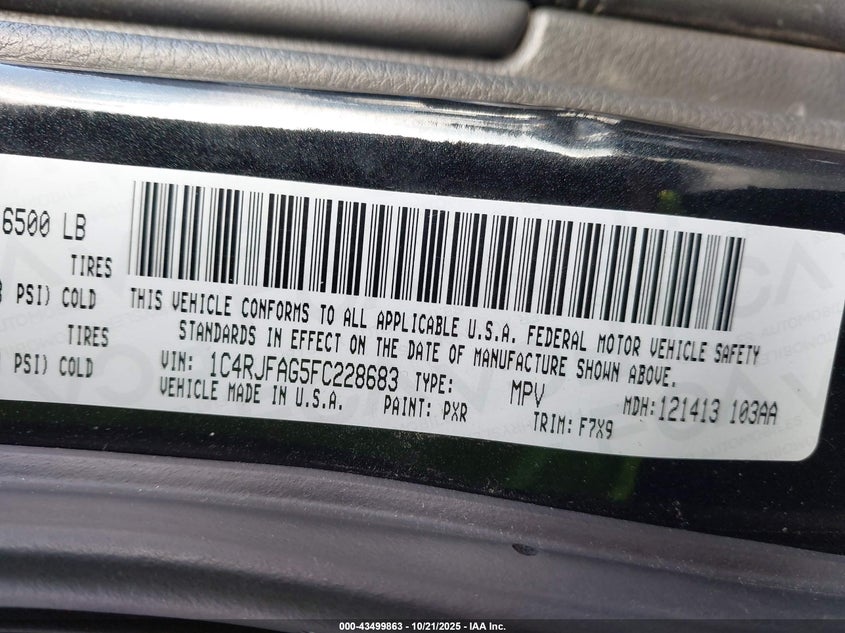 6500 LB
TIRES
PSI) COLD
TIRES
PSI) COLD
THIS VEHICLE CONFORMS TO ALL APPLICABLE U.S.A. FEDERAL MOTOR VEHICLE SAFETY
STANDARDS IN EFFECT ON THE DATE OF MANUFACTURE SHOWN ABOVE.
VIN: 1C4RJFAG5FC228683 TYPE: MPV MDH:121413 103AA
VEHICLE MADE IN U.S.A. PAINT: PXR TRIM: F7X9
000-43499863 - 10/21/2025 - IAA Inc.